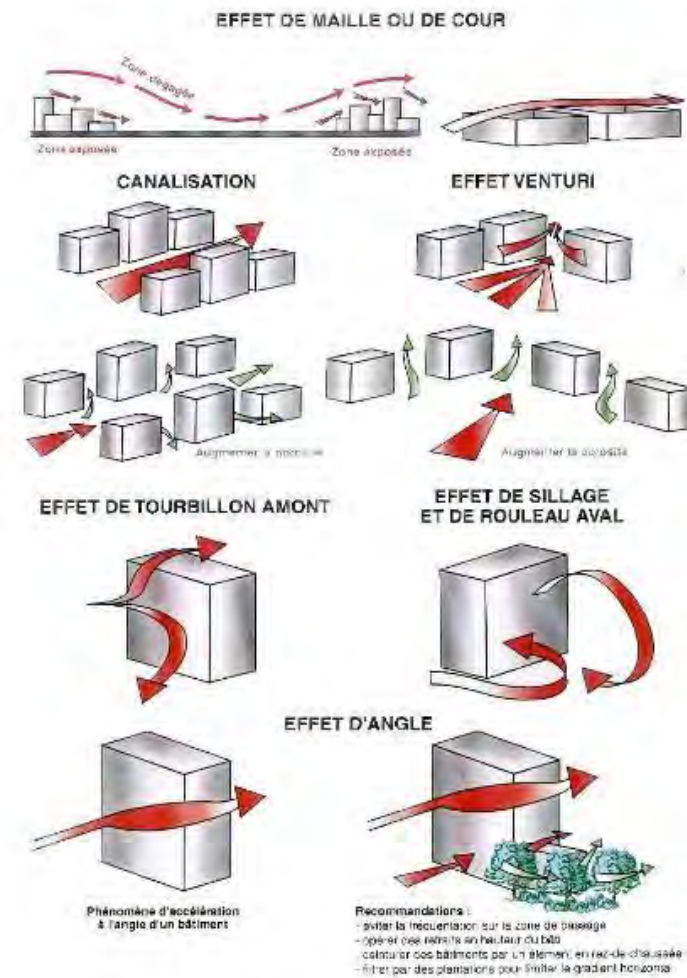 EFFET DE MAILLE OU DE COUR
Zone dégagée
Zone exposée
Zone exposée
CANALISATION
EFFET VENTURI
Augmenter la porosité
Augmenter la porosité
EFFET DE TOURBILLON AMONT
EFFET DE SILLAGE
ET DE ROULEAU AVAL
EFFET D'ANGLE
Phénomène d'accélération
à l'angle d'un bâtiment
Recommandations :
- éviter la fréquentation sur la zone de passage
- opérer des retraits en hauteur du bâti
- ceinturer des bâtiments par un élément en rez-de-chaussée
- filtrer par des plantations pour limiter le gradient horizontal